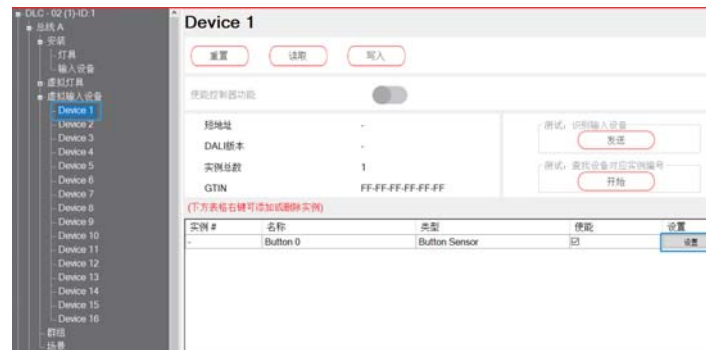 DLC - 02 (1)-ID:1
总线 A
安装
灯具
输入设备
虚拟灯具
虚拟输入设备
Device 1
Device 2
Device 3
Device 4
Device 5
Device 6
Device 7
Device 8
Device 9
Device 10
Device 11
Device 12
Device 13
Device 14
Device 15
Device 16
群组
场景
Device 1
重置 读取 写入
使能控制器功能
短地址 -
DALI版本 -
实例总数 1
GTIN FF-FF-FF-FF-FF-FF
测试，识别输入设备
发送
测试，查找设备对应实例编号
开始
(下方表格右键可添加或删除实例)
实例 # 名称 类型 使能 设置
- Button 0 Button Sensor 设置